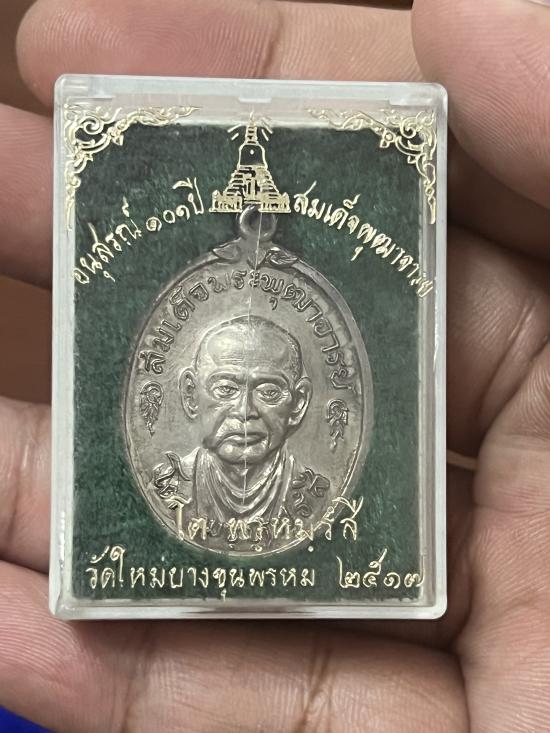 อนุสรณ์ ๑๐๑ ปี
สมเด็จพุฒาจารย์
สมเด็จพระพุฒาจารย์
โต พรหมรํสี
วัดใหม่บางขุนพรหม ๒๕๑๗